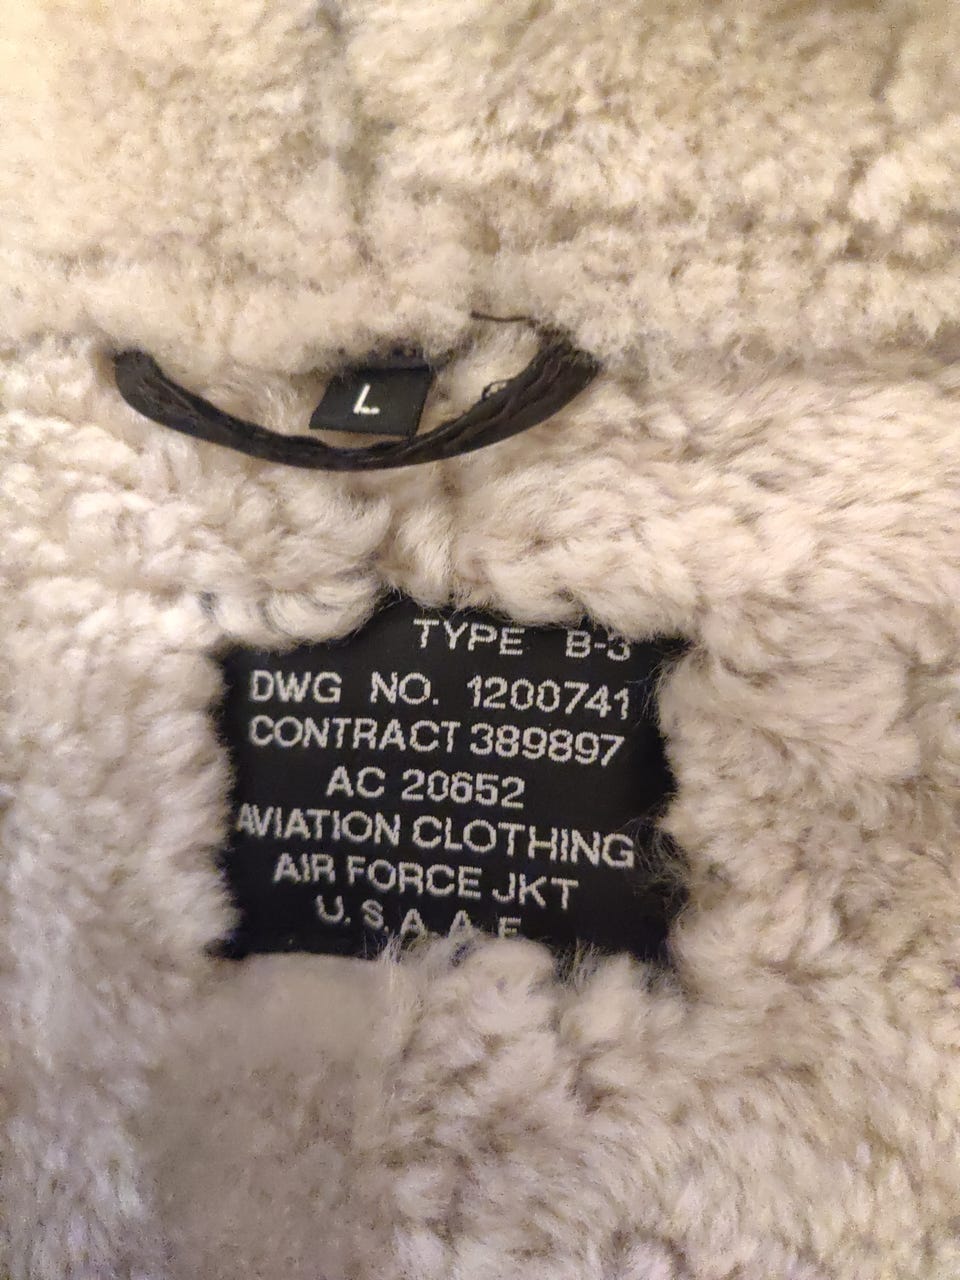 L
TYPE B-3
DWG NO. 1200741
CONTRACT 389897
AC 20652
AVIATION CLOTHING
AIR FORCE JKT
U.S.A.A.F